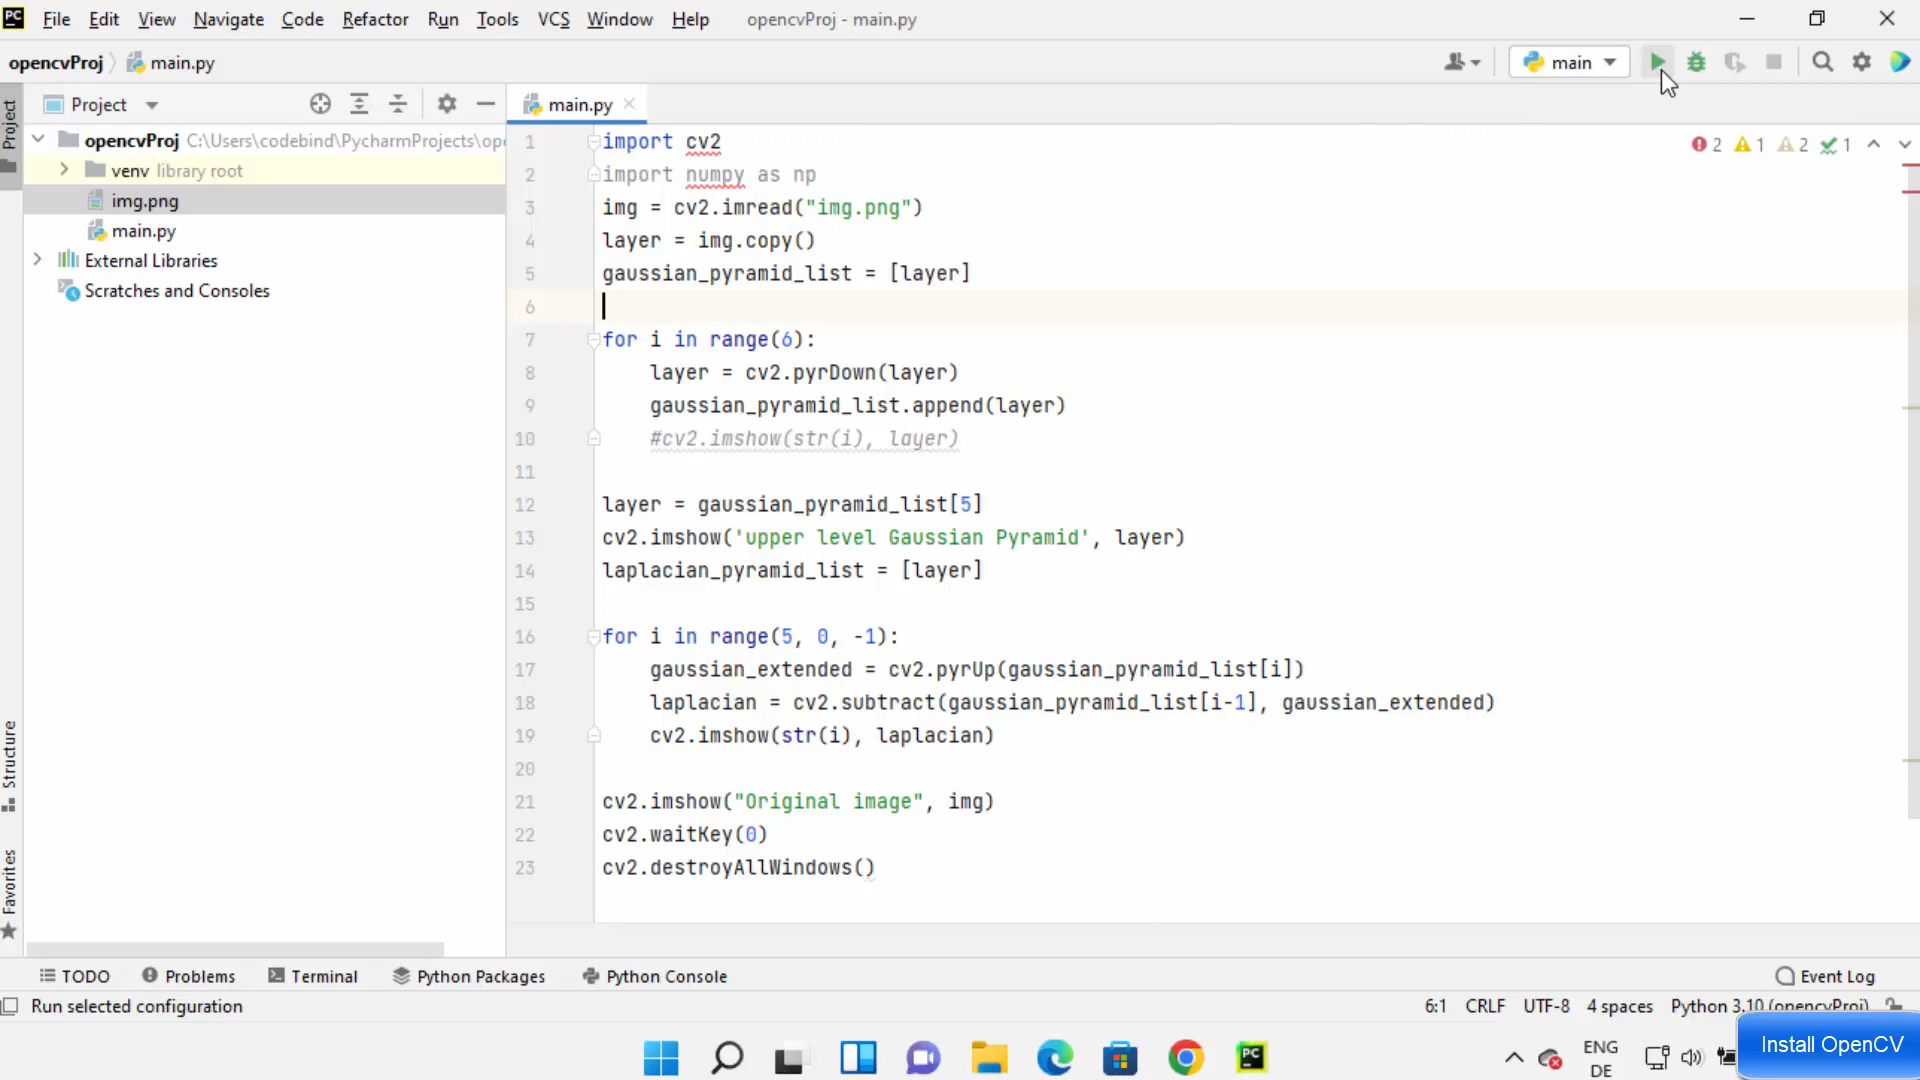 PC File Edit View Navigate Code Refactor Run Tools VCS Window Help opencvProj - main.py
opencvProj main.py main
Project main.py
Project
opencvProj C:\Users\codebind\PycharmProjects\ope
venv library root
img.png
main.py
External Libraries
Scratches and Consoles
2 1 2 1
1 import cv2
2 import numpy as np
3 img = cv2.imread("img.png")
4 layer = img.copy()
5 gaussian_pyramid_list = [layer]
6
7 for i in range(6):
8 layer = cv2.pyrDown(layer)
9 gaussian_pyramid_list.append(layer)
10 #cv2.imshow(str(i), layer)
11
12 layer = gaussian_pyramid_list[5]
13 cv2.imshow('upper level Gaussian Pyramid', layer)
14 laplacian_pyramid_list = [layer]
15
16 for i in range(5, 0, -1):
17 gaussian_extended = cv2.pyrUp(gaussian_pyramid_list[i])
18 laplacian = cv2.subtract(gaussian_pyramid_list[i-1], gaussian_extended)
19 cv2.imshow(str(i), laplacian)
20
21 cv2.imshow("Original image", img)
22 cv2.waitKey(0)
23 cv2.destroyAllWindows()
Structure
Favorites
TODO Problems Terminal Python Packages Python Console Event Log
Run selected configuration 6:1 CRLF UTF-8 4 spaces Python 3.10 (opencvProj)
Install OpenCV
PC
ENG
DE